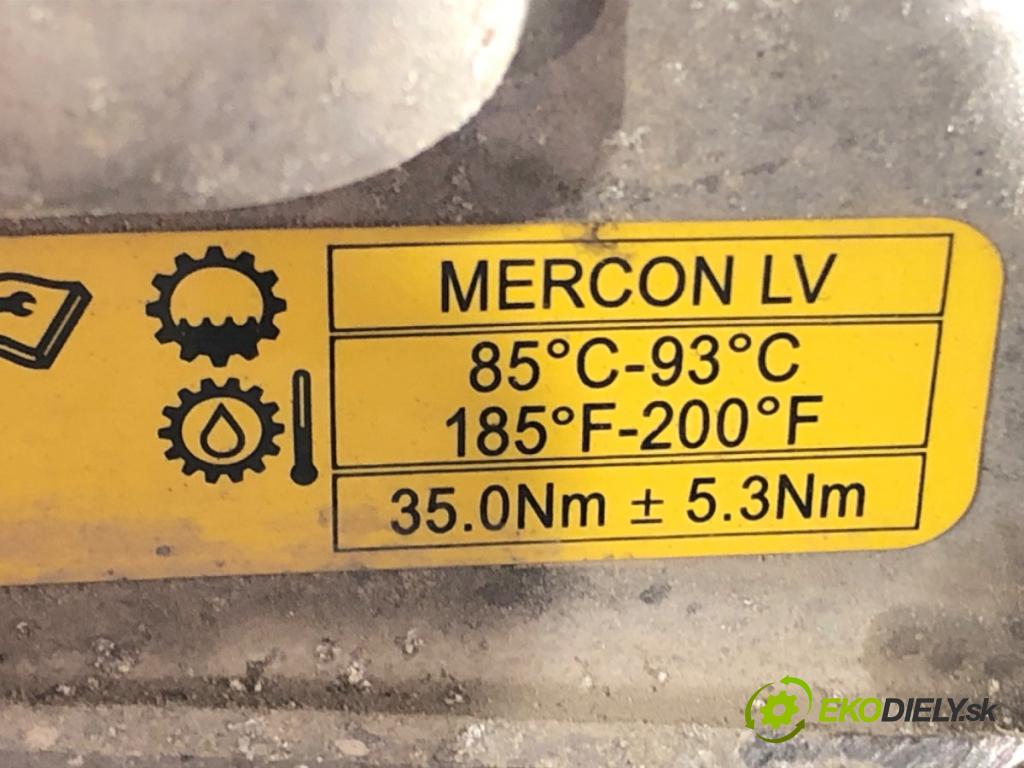 MERCON LV
85°C-93°C
185°F-200°F
35.0Nm ± 5.3Nm
EKODIELY.sk